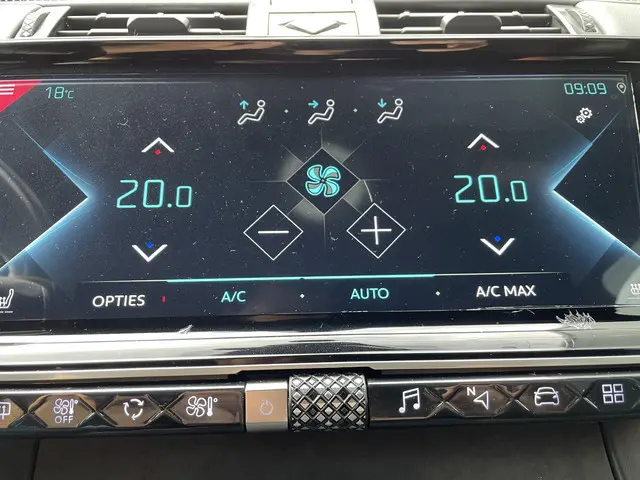 18°C
09:09
20.0
20.0
OPTIES
A/C
AUTO
A/C MAX
OFF
N